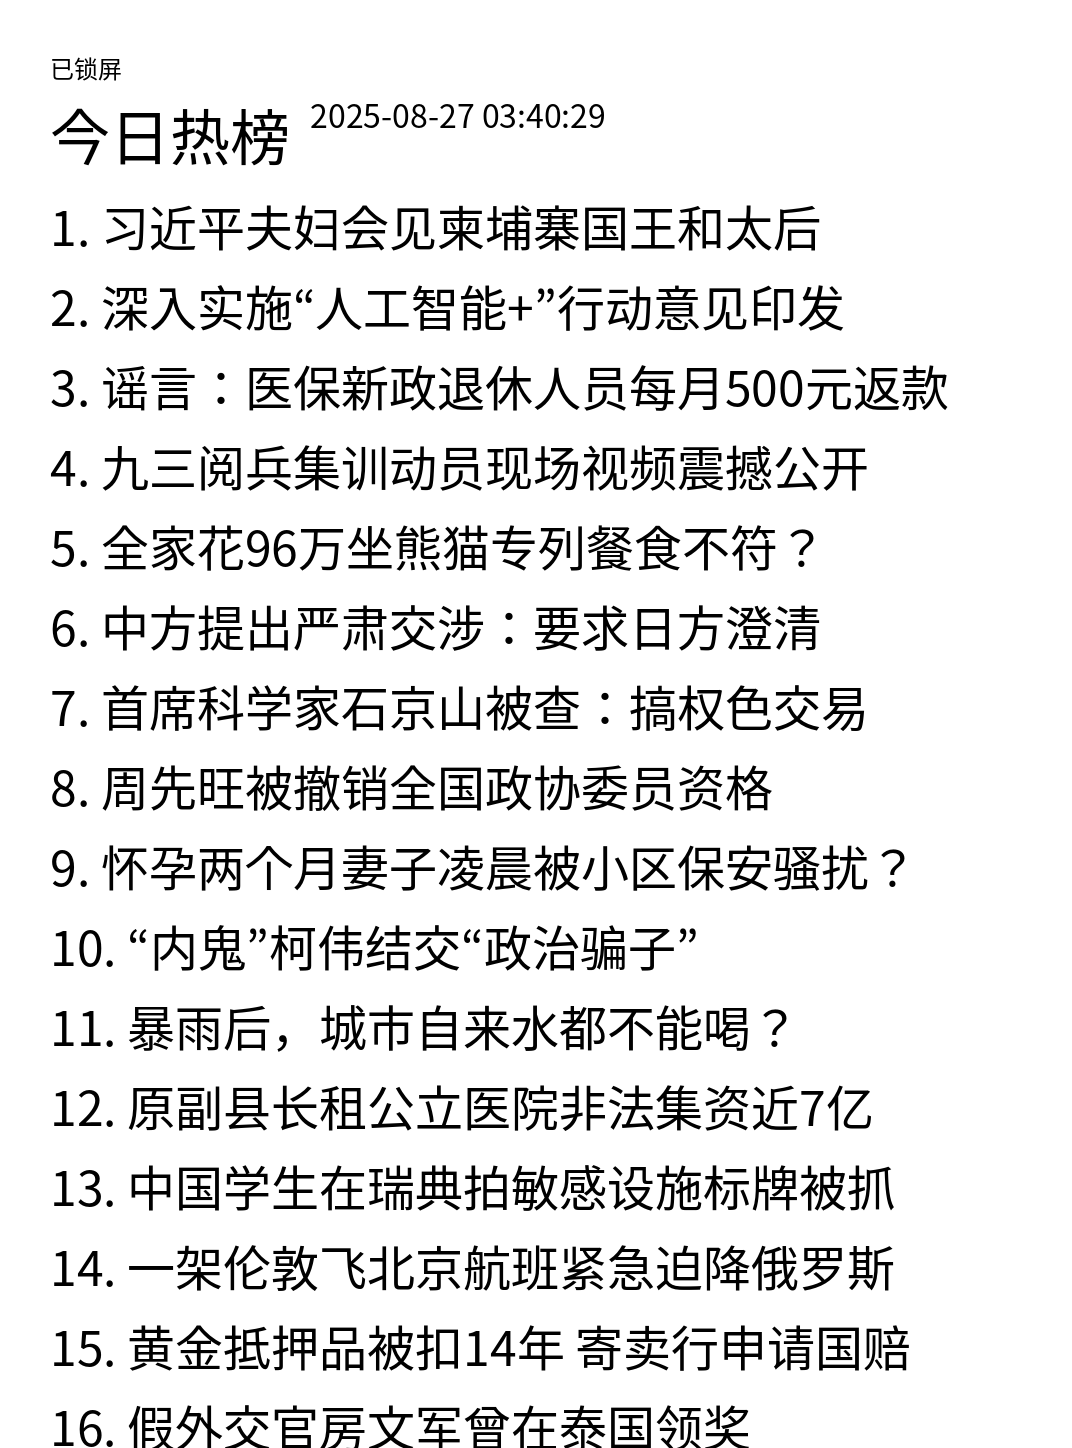 已锁屏
今日热榜 2025-08-27 03:40:29
1. 习近平夫妇会见柬埔寨国王和太后
2. 深入实施“人工智能+”行动意见印发
3. 谣言：医保新政退休人员每月500元返款
4. 九三阅兵集训动员现场视频震撼公开
5. 全家花96万坐熊猫专列餐食不符？
6. 中方提出严肃交涉：要求日方澄清
7. 首席科学家石京山被查：搞权色交易
8. 周先旺被撤销全国政协委员资格
9. 怀孕两个月妻子凌晨被小区保安骚扰？
10. “内鬼”柯伟结交“政治骗子”
11. 暴雨后，城市自来水都不能喝？
12. 原副县长租公立医院非法集资近7亿
13. 中国学生在瑞典拍敏感设施标牌被抓
14. 一架伦敦飞北京航班紧急迫降俄罗斯
15. 黄金抵押品被扣14年 寄卖行申请国赔
16. 假外交官房文军曾在泰国领奖